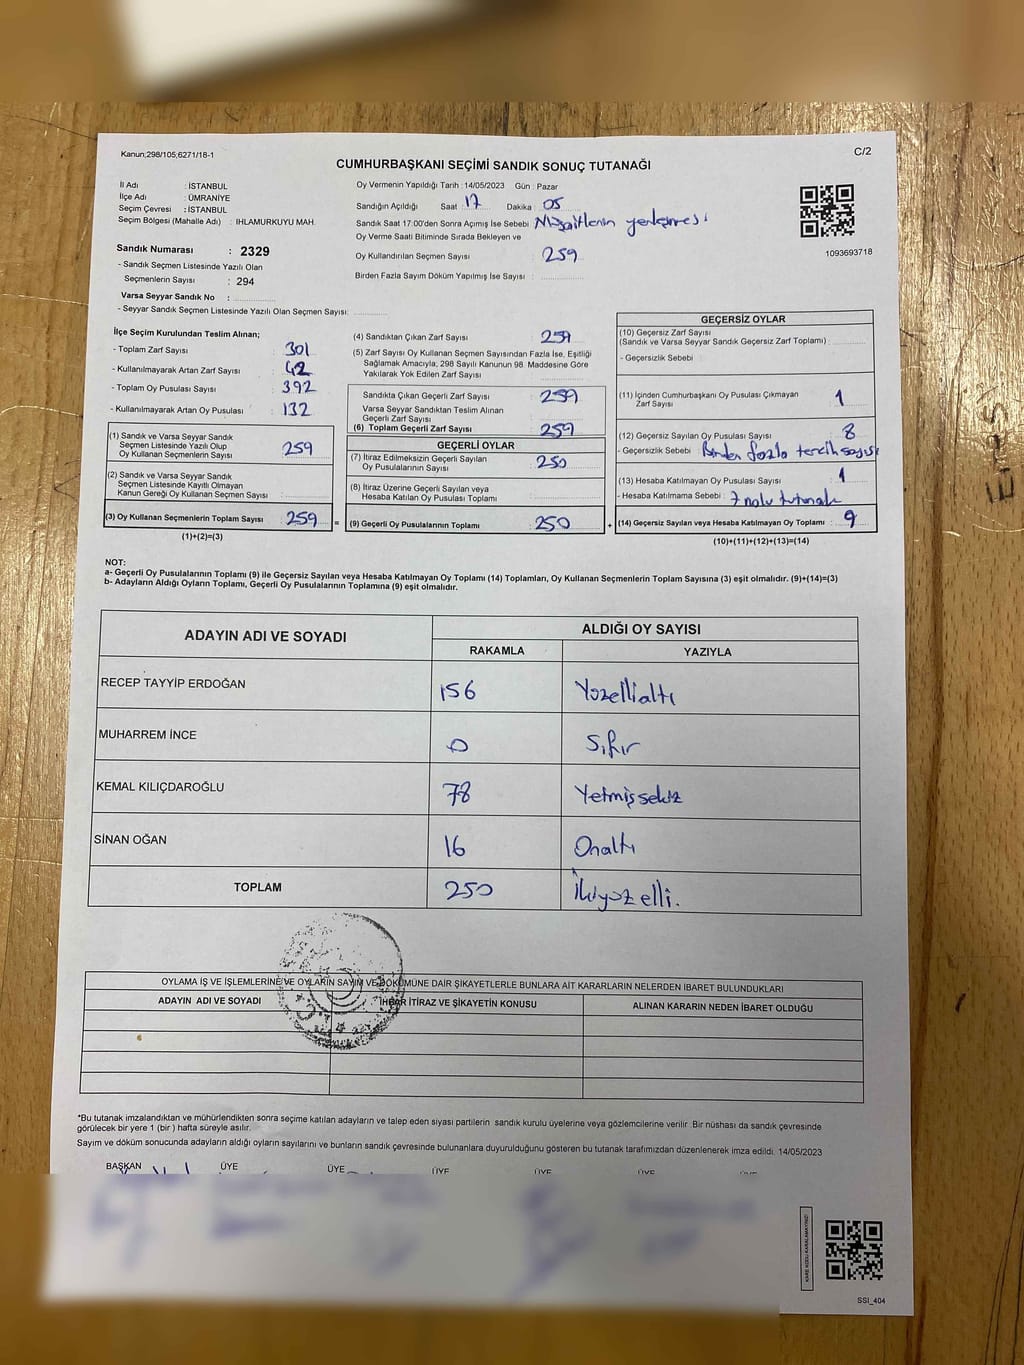 Kanun;298/105;6271/18-1
C/2
CUMHURBAŞKANI SEÇİMİ SANDIK SONUÇ TUTANAĞI
İl Adı : İSTANBUL
İlçe Adı : ÜMRANİYE
Seçim Çevresi : İSTANBUL
Seçim Bölgesi (Mahalle Adı) : IHLAMURKUYU MAH.
Sandık Numarası : 2329
- Sandık Seçmen Listesinde Yazılı Olan
Seçmenlerin Sayısı : 294
Varsa Seyyar Sandık No :
- Seyyar Sandık Seçmen Listesinde Yazılı Olan Seçmen Sayısı:
Oy Vermenin Yapıldığı Tarih :14/05/2023 Gün : Pazar
Sandığın Açıldığı Saat 17 Dakika 05
Sandık Saat 17:00'den Sonra Açımış İse Sebebi
Oy Verme Saati Bitiminde Sırada Bekleyen ve
Oy Kullandırılan Seçmen Sayısı : 259
Birden Fazla Sayım Döküm Yapılmış İse Sayısı :
1093693718
İlçe Seçim Kurulundan Teslim Alınan;
- Toplam Zarf Sayısı : 301
- Kullanılmayarak Artan Zarf Sayısı : 42
- Toplam Oy Pusulası Sayısı : 392
- Kullanılmayarak Artan Oy Pusulası : 132
(1) Sandık ve Varsa Seyyar Sandık
Seçmen Listesinde Yazılı Olup
Oy Kullanan Seçmenlerin Sayısı : 259
(2) Sandık ve Varsa Seyyar Sandık
Seçmen Listesinde Kayıtlı Olmayan
Kanun Gereği Oy Kullanan Seçmen Sayısı :
(3) Oy Kullanan Seçmenlerin Toplam Sayısı : 259 =
(1)+(2)=(3)
(4) Sandıktan Çıkan Zarf Sayısı : 259
(5) Zarf Sayısı Oy Kullanan Seçmen Sayısından Fazla İse, Eşitliği
Sağlamak Amacıyla; 298 Sayılı Kanunun 98. Maddesine Göre
Yakılarak Yok Edilen Zarf Sayısı :
Sandıkta Çıkan Geçerli Zarf Sayısı : 259
Varsa Seyyar Sandıktan Teslim Alınan
Geçerli Zarf Sayısı :
(6) Toplam Geçerli Zarf Sayısı : 259
GEÇERLİ OYLAR
(7) İtiraz Edilmeksizin Geçerli Sayılan
Oy Pusulalarının Sayısı : 250
(8) İtiraz Üzerine Geçerli Sayılan veya
Hesaba Katılan Oy Pusulası Toplamı :
(9) Geçerli Oy Pusulalarının Toplamı : 250 +
GEÇERSİZ OYLAR
(10) Geçersiz Zarf Sayısı
(Sandık ve Varsa Seyyar Sandık Geçersiz Zarf Toplamı) :
- Geçersizlik Sebebi :
(11) İçinden Cumhurbaşkanı Oy Pusulası Çıkmayan
Zarf Sayısı : 1
(12) Geçersiz Sayılan Oy Pusulası Sayısı : 8
- Geçersizlik Sebebi : Birden fazla tercih sayısı
(13) Hesaba Katılmayan Oy Pusulası Sayısı : 1
- Hesaba Katılmama Sebebi : 7 nolu tutanak
(14) Geçersiz Sayılan veya Hesaba Katılmayan Oy Toplamı : 9
(10)+(11)+(12)+(13)=(14)
NOT:
a- Geçerli Oy Pusulalarının Toplamı (9) ile Geçersiz Sayılan veya Hesaba Katılmayan Oy Toplamı (14) Toplamları, Oy Kullanan Seçmenlerin Toplam Sayısına (3) eşit olmalıdır. (9)+(14)=(3)
b- Adayların Aldığı Oyların Toplamı, Geçerli Oy Pusulalarının Toplamına (9) eşit olmalıdır.
ADAYIN ADI VE SOYADI
ALDIĞI OY SAYISI
RAKAMLA YAZIYLA
RECEP TAYYİP ERDOĞAN 156 Yüzellialtı
MUHARREM İNCE 0 Sıfır
KEMAL KILIÇDAROĞLU 78 Yetmişsekiz
SİNAN OĞAN 16 Onaltı
TOPLAM 250 İkiyüzelli.
OYLAMA İŞ VE İŞLEMLERİNE VE OYLARIN SAYIM VE DÖKÜMÜNE DAİR ŞİKAYETLERLE BUNLARA AİT KARARLARIN NELERDEN İBARET BULUNDUKLARI
ADAYIN ADI VE SOYADI İHBAR İTİRAZ VE ŞİKAYETİN KONUSU ALINAN KARARIN NEDEN İBARET OLDUĞU
*Bu tutanak imzalandıktan ve mühürlendikten sonra seçime katılan adayların ve talep eden siyasi partilerin sandık kurulu üyelerine veya gözlemcilerine verilir. Bir nüshası da sandık çevresinde
görülecek bir yere 1 (bir ) hafta süreyle asılır.
Sayım ve döküm sonucunda adayların aldığı oyların sayılarını ve bunların sandık çevresinde bulunanlara duyurulduğunu gösteren bu tutanak tarafımızdan düzenlenerek imza edildi. 14/05/2023
BAŞKAN ÜYE ÜYE ÜYE ÜYE ÜYE ÜYE
KARE KODU KARALAMAYINIZ!
SSI_404